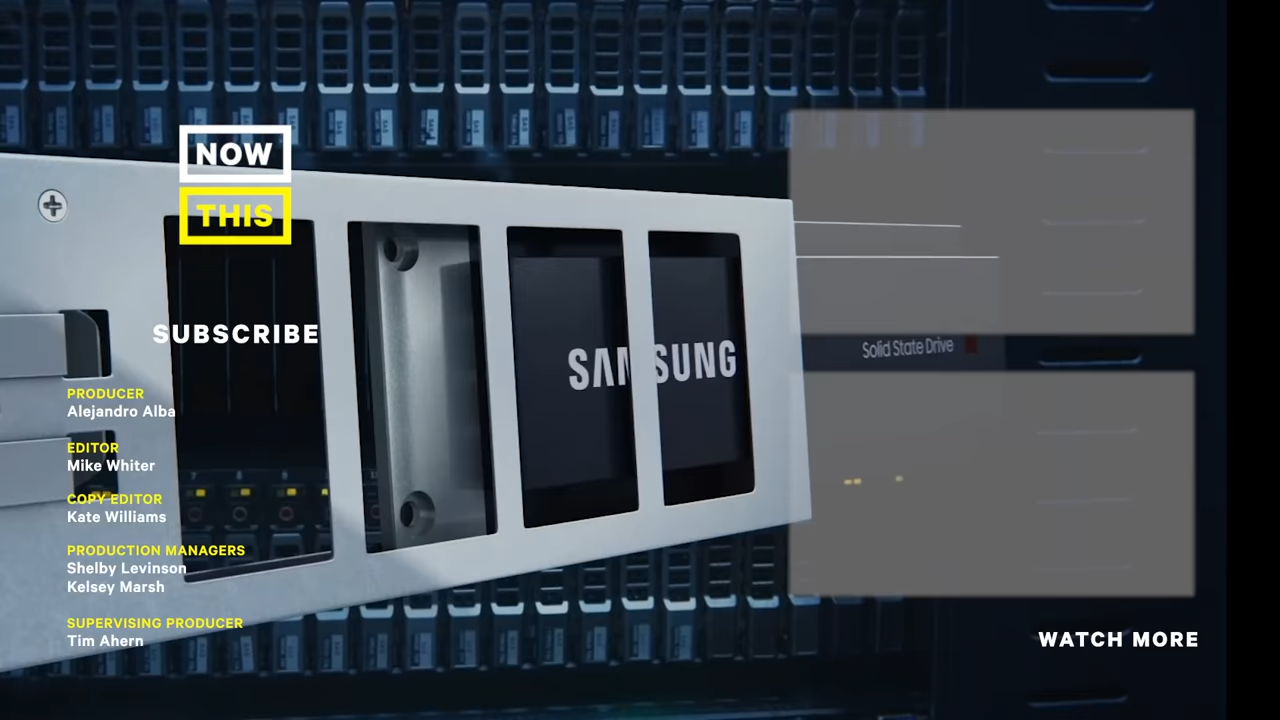 NOW
THIS
SUBSCRIBE
PRODUCER
Alejandro Alba
EDITOR
Mike Whiter
COPY EDITOR
Kate Williams
PRODUCTION MANAGERS
Shelby Levinson
Kelsey Marsh
SUPERVISING PRODUCER
Tim Ahern
SAMSUNG
Solid State Drive
WATCH MORE